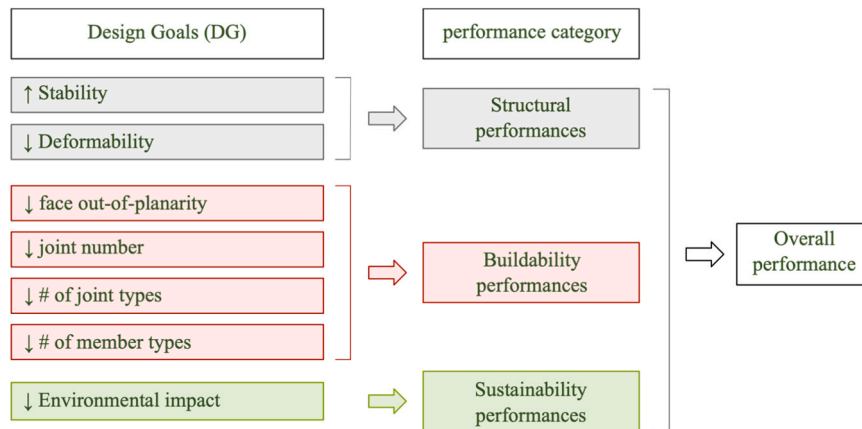 Design Goals (DG)
performance category
↑ Stability
↓ Deformability
Structural
performances
↓ face out-of-planarity
↓ joint number
↓ # of joint types
↓ # of member types
Buildability
performances
↓ Environmental impact
Sustainability
performances
Overall
performance